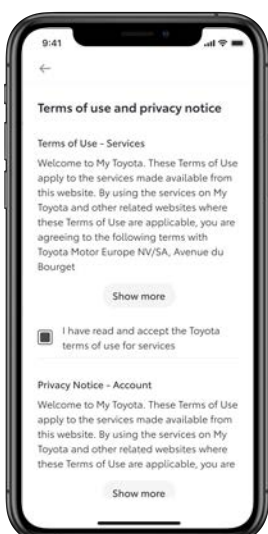 9:41
Terms of use and privacy notice
Terms of Use - Services
Welcome to My Toyota. These Terms of Use
apply to the services made available from
this website. By using the services on My
Toyota and other related websites where
these Terms of Use are applicable, you are
agreeing to the following terms with
Toyota Motor Europe NV/SA, Avenue du
Bourget
Show more
I have read and accept the Toyota
terms of use for services
Privacy Notice - Account
Welcome to My Toyota. These Terms of Use
apply to the services made available from
this website. By using the services on My
Toyota and other related websites where
these Terms of Use are applicable, you are
Show more